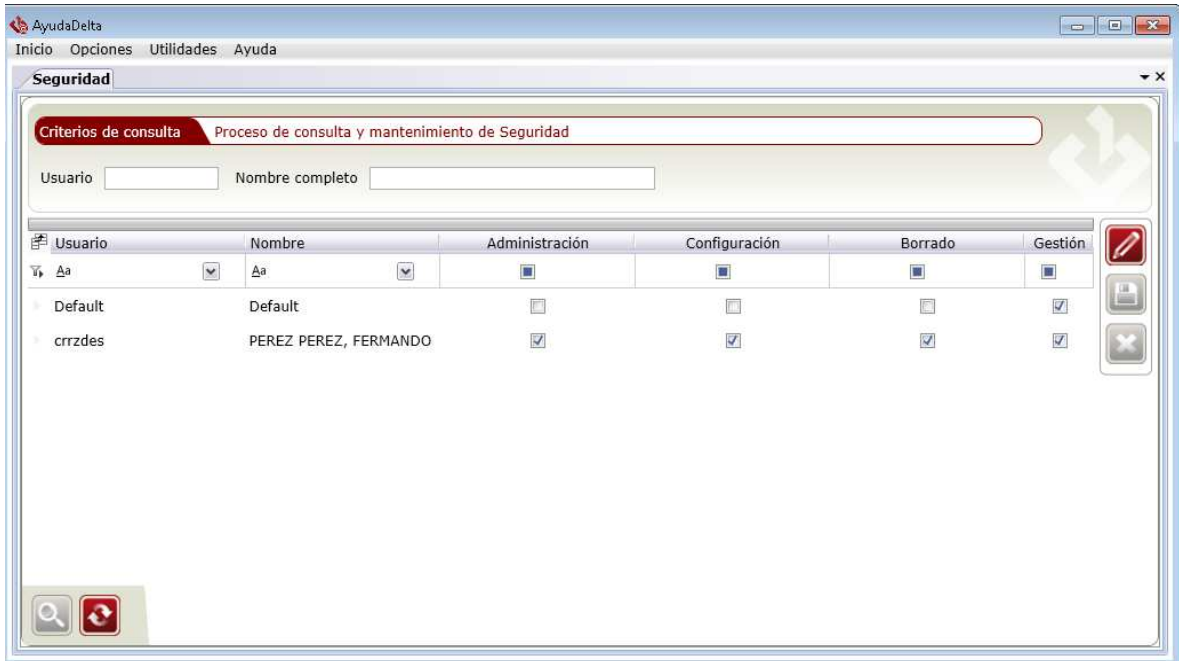 AyudaDelta
Inicio Opciones Utilidades Ayuda
Seguridad
Criterios de consulta Proceso de consulta y mantenimiento de Seguridad
Usuario Nombre completo
Usuario Nombre Administración Configuración Borrado Gestión
Aa Aa
Default Default
crrzdes PEREZ PEREZ, FERMANDO